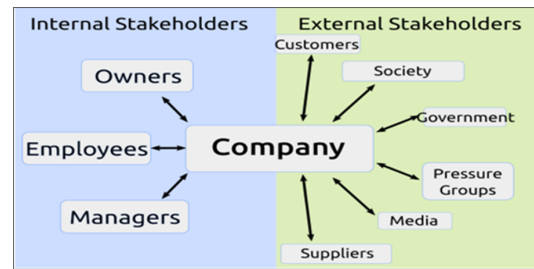 Internal Stakeholders
External Stakeholders
Customers
Owners
Society
Government
Employees
Company
Pressure
Groups
Managers
Media
Suppliers